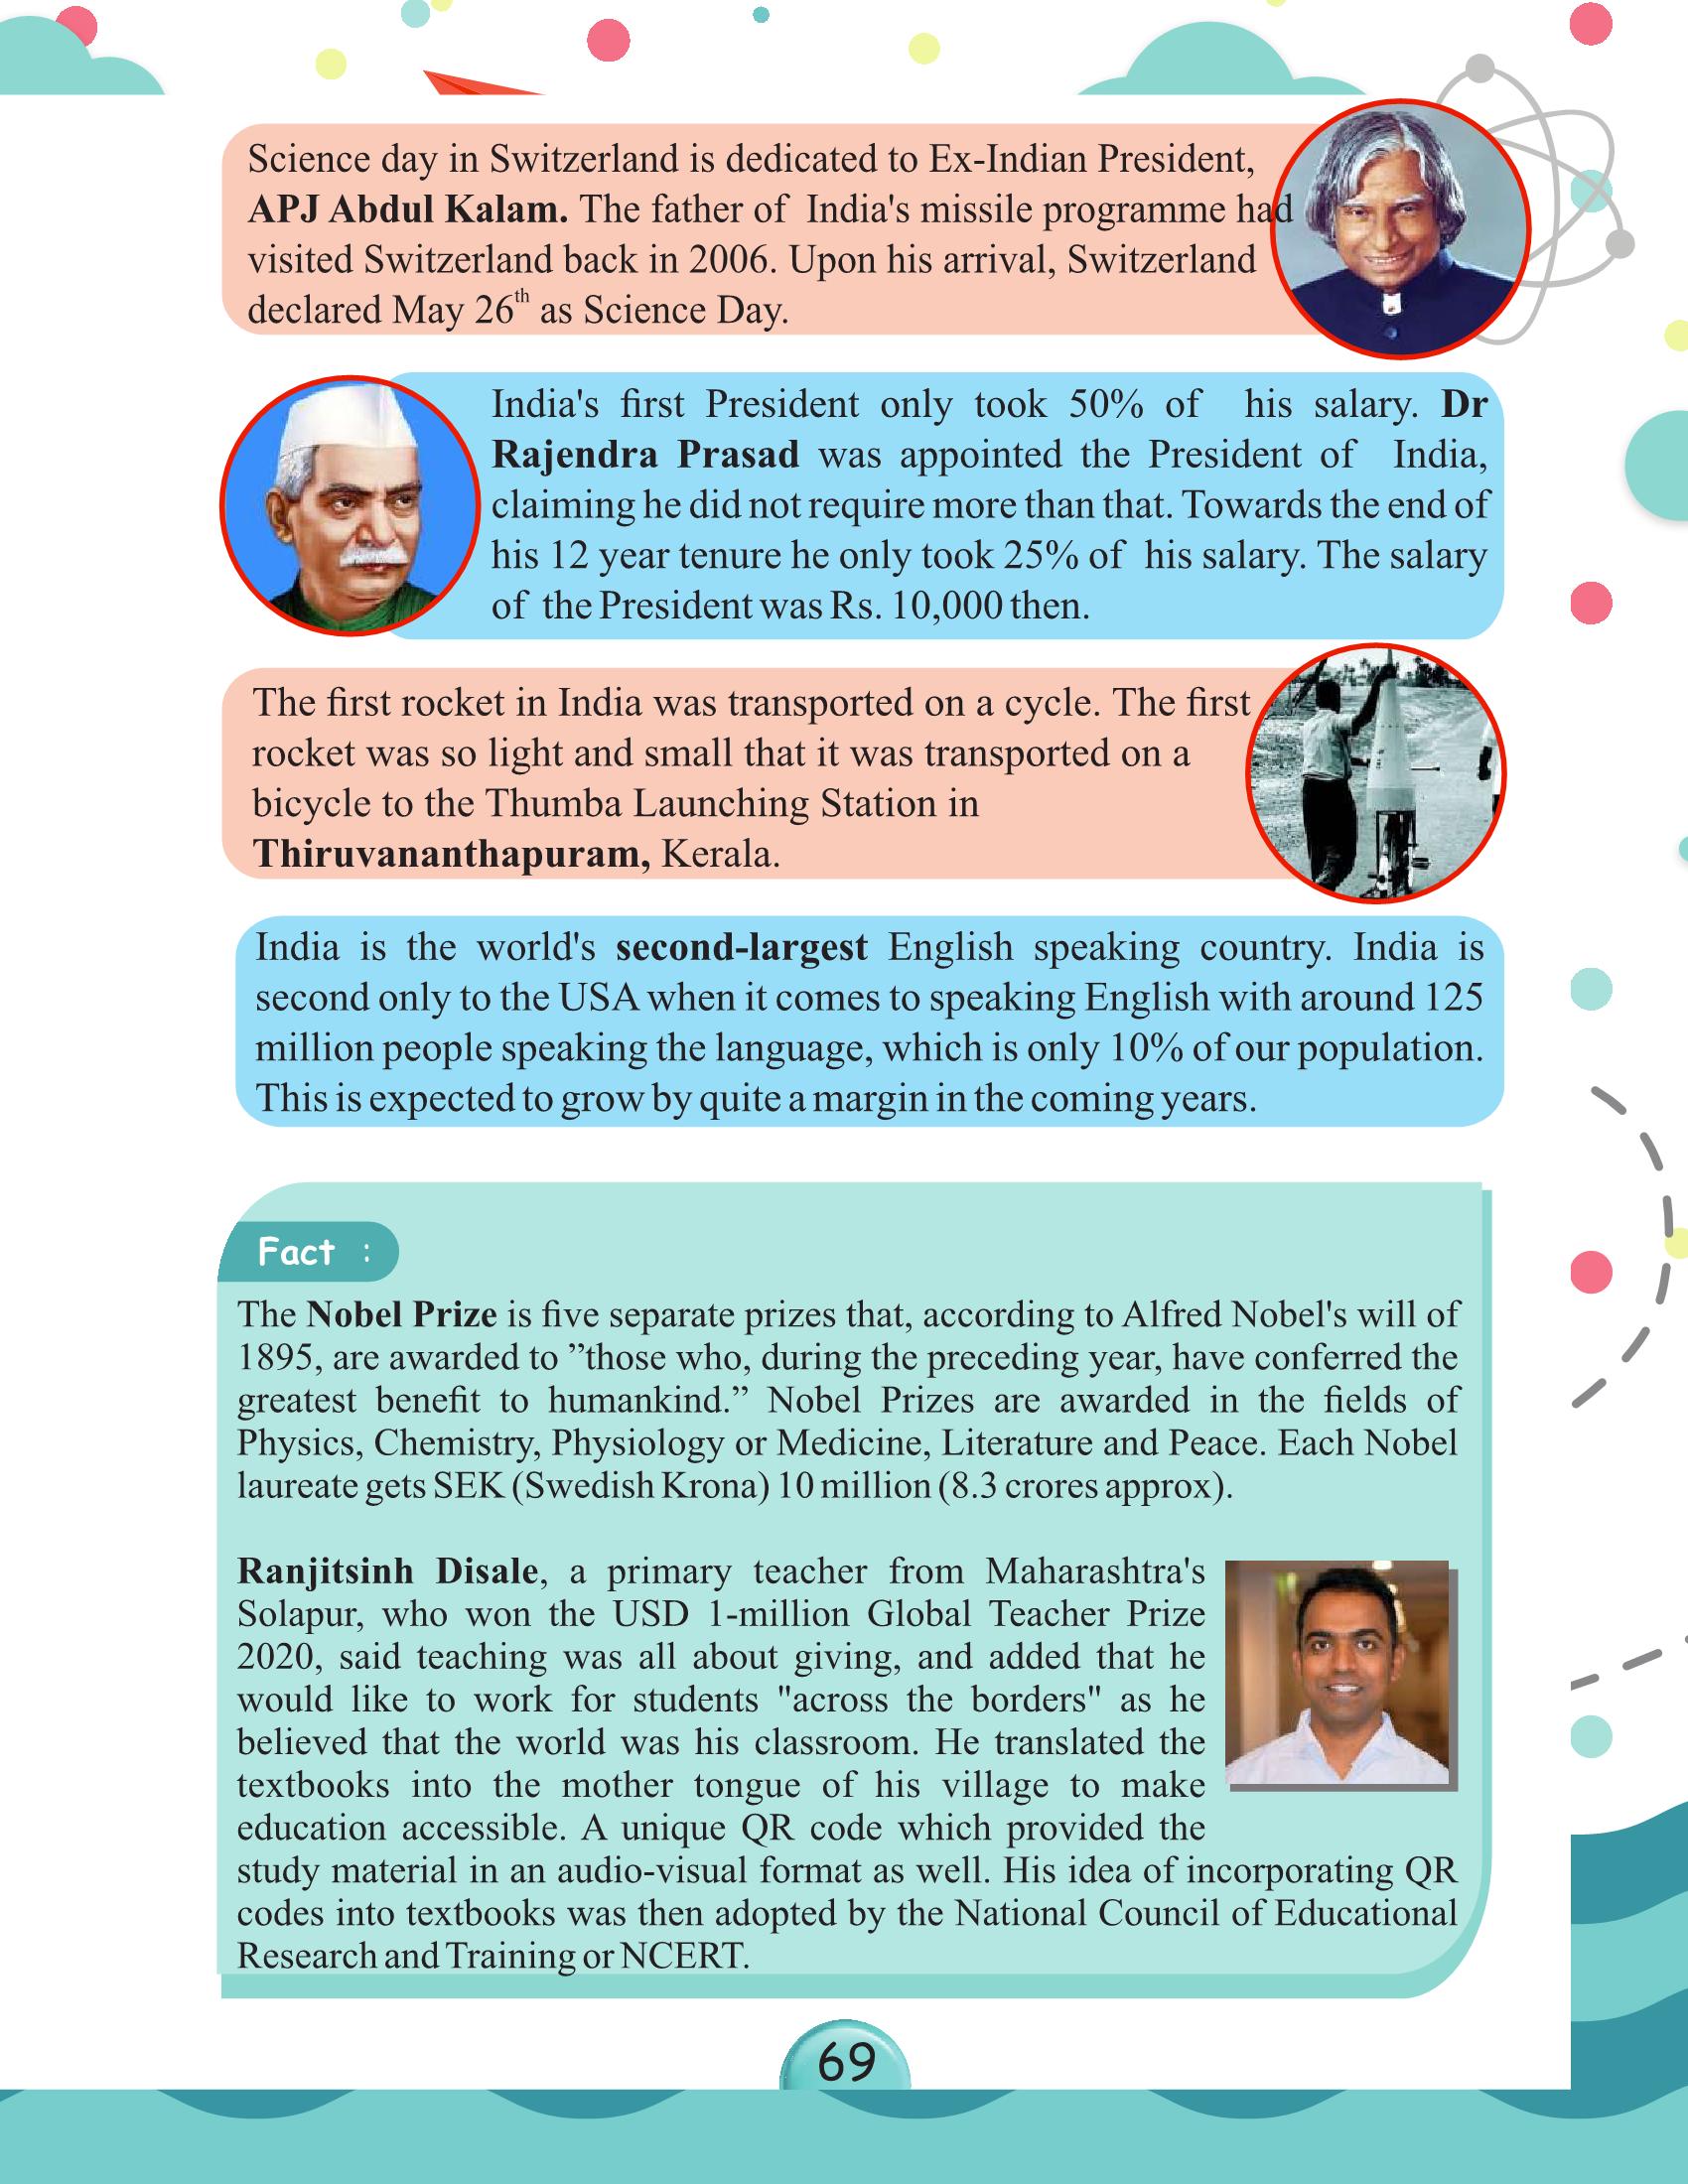 Science day in Switzerland is dedicated to Ex-Indian President,
APJ Abdul Kalam. The father of India's missile programme had
visited Switzerland back in 2006. Upon his arrival, Switzerland
declared May 26th as Science Day.
India's first President only took 50% of his salary. Dr
Rajendra Prasad was appointed the President of India,
claiming he did not require more than that. Towards the end of
his 12 year tenure he only took 25% of his salary. The salary
of the President was Rs. 10,000 then.
The first rocket in India was transported on a cycle. The first
rocket was so light and small that it was transported on a
bicycle to the Thumba Launching Station in
Thiruvananthapuram, Kerala.
India is the world's second-largest English speaking country. India is
second only to the USA when it comes to speaking English with around 125
million people speaking the language, which is only 10% of our population.
This is expected to grow by quite a margin in the coming years.
Fact :
The Nobel Prize is five separate prizes that, according to Alfred Nobel's will of
1895, are awarded to ”those who, during the preceding year, have conferred the
greatest benefit to humankind.” Nobel Prizes are awarded in the fields of
Physics, Chemistry, Physiology or Medicine, Literature and Peace. Each Nobel
laureate gets SEK (Swedish Krona) 10 million (8.3 crores approx).
Ranjitsinh Disale, a primary teacher from Maharashtra's
Solapur, who won the USD 1-million Global Teacher Prize
2020, said teaching was all about giving, and added that he
would like to work for students "across the borders" as he
believed that the world was his classroom. He translated the
textbooks into the mother tongue of his village to make
education accessible. A unique QR code which provided the
study material in an audio-visual format as well. His idea of incorporating QR
codes into textbooks was then adopted by the National Council of Educational
Research and Training or NCERT.
69